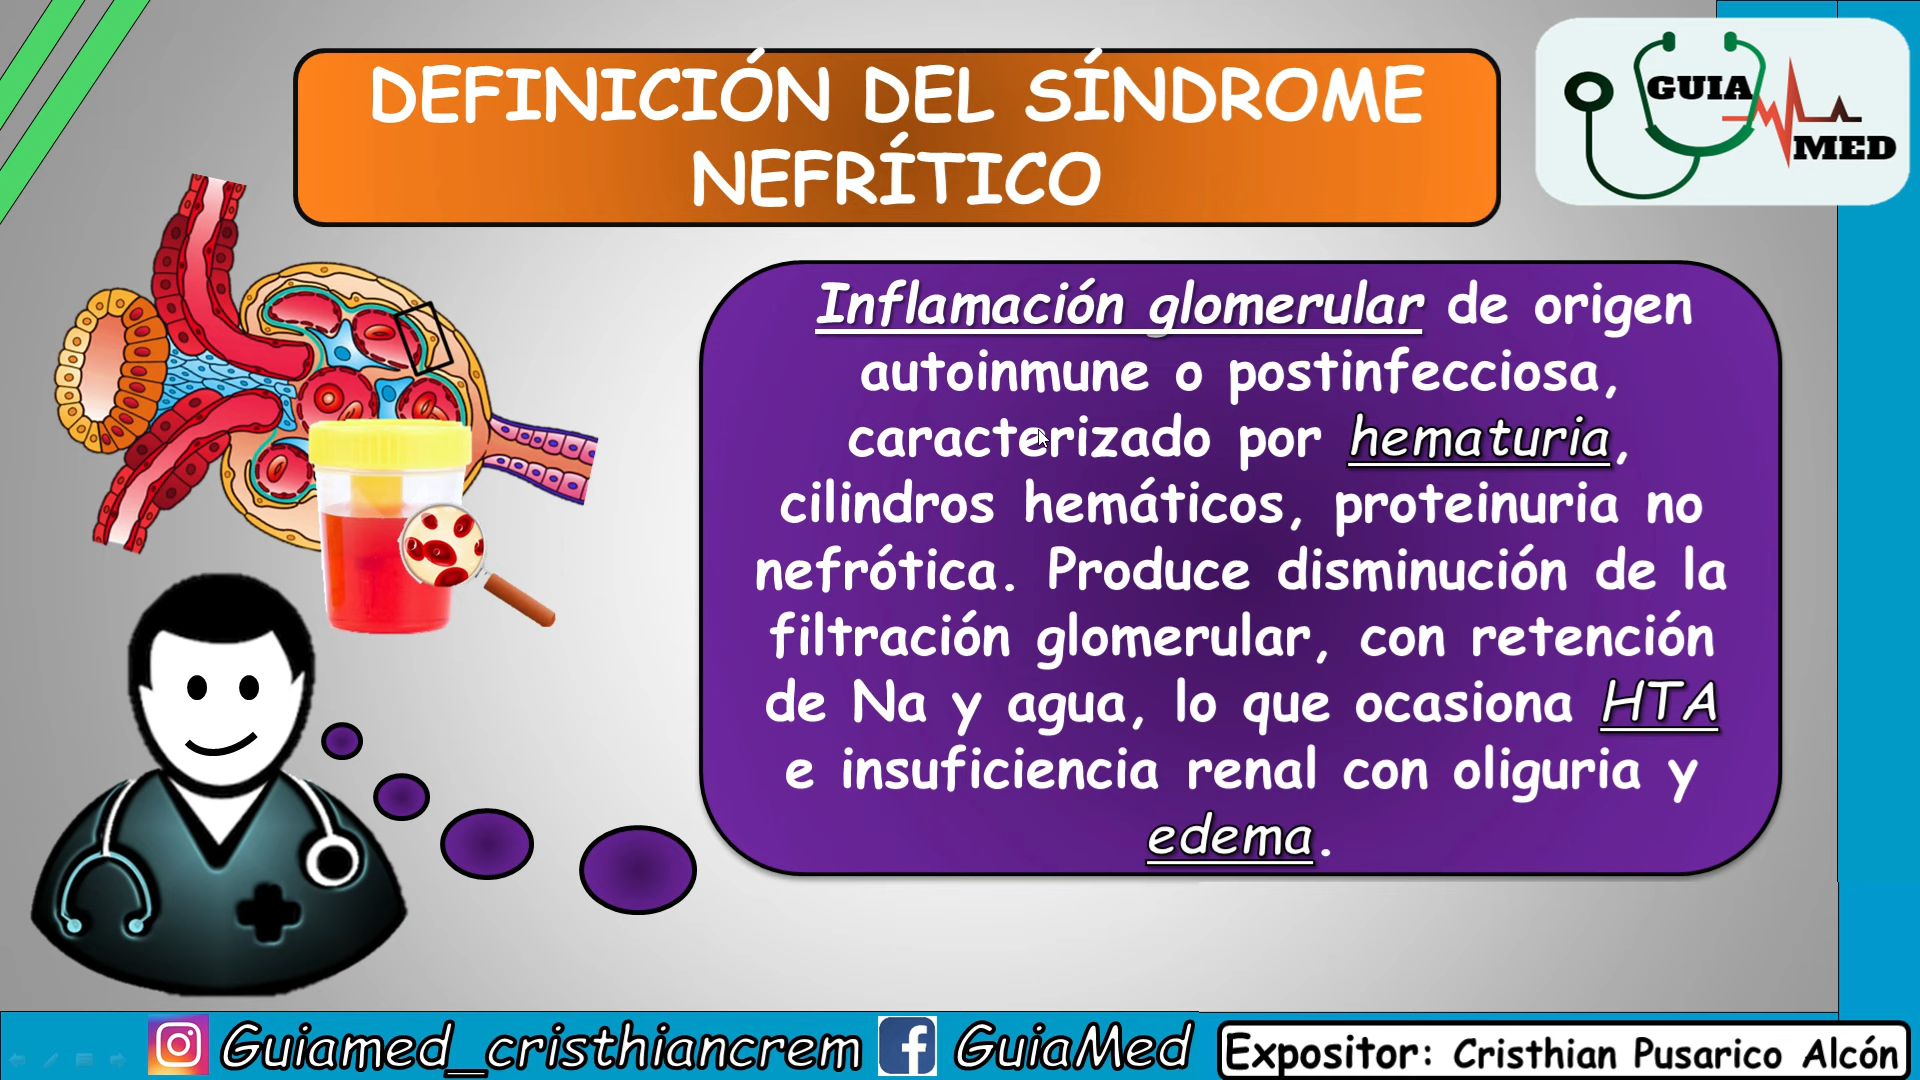 DEFINICIÓN DEL SÍNDROME
NEFRÍTICO
GUIA
MED
Inflamación glomerular de origen
autoinmune o postinfecciosa,
caracterizado por hematuria,
cilindros hemáticos, proteinuria no
nefrótica. Produce disminución de la
filtración glomerular, con retención
de Na y agua, lo que ocasiona HTA
e insuficiencia renal con oliguria y
edema.
Guiamed_cristhiancrem
GuiaMed
Expositor: Cristhian Pusarico Alcón